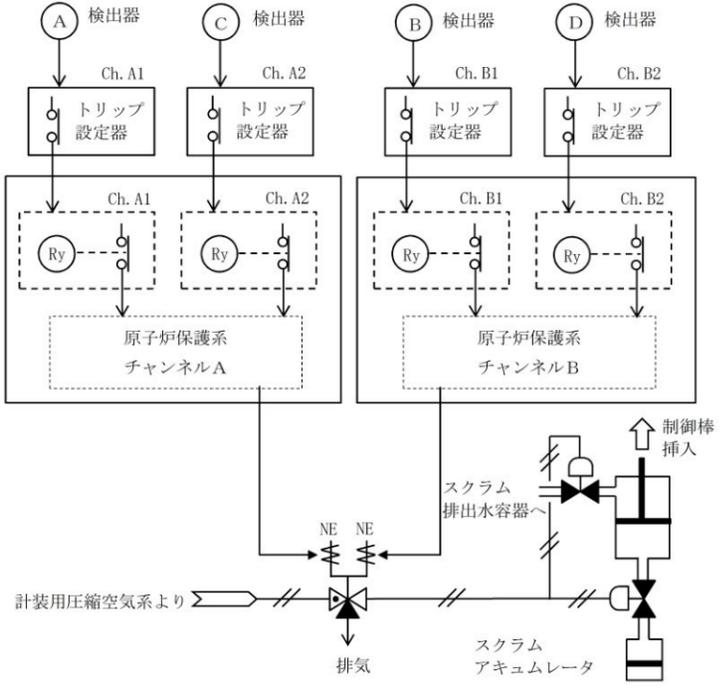 A 検出器
C 検出器
B 検出器
D 検出器
Ch. A1
Ch. A2
Ch. B1
Ch. B2
トリップ
設定器
トリップ
設定器
トリップ
設定器
トリップ
設定器
Ch. A1
Ch. A2
Ch. B1
Ch. B2
Ry
Ry
Ry
Ry
原子炉保護系
チャンネルA
原子炉保護系
チャンネルB
制御棒
挿入
スクラム
排出水容器へ
NE
NE
計装用圧縮空気系より
排気
スクラム
アキュムレータ